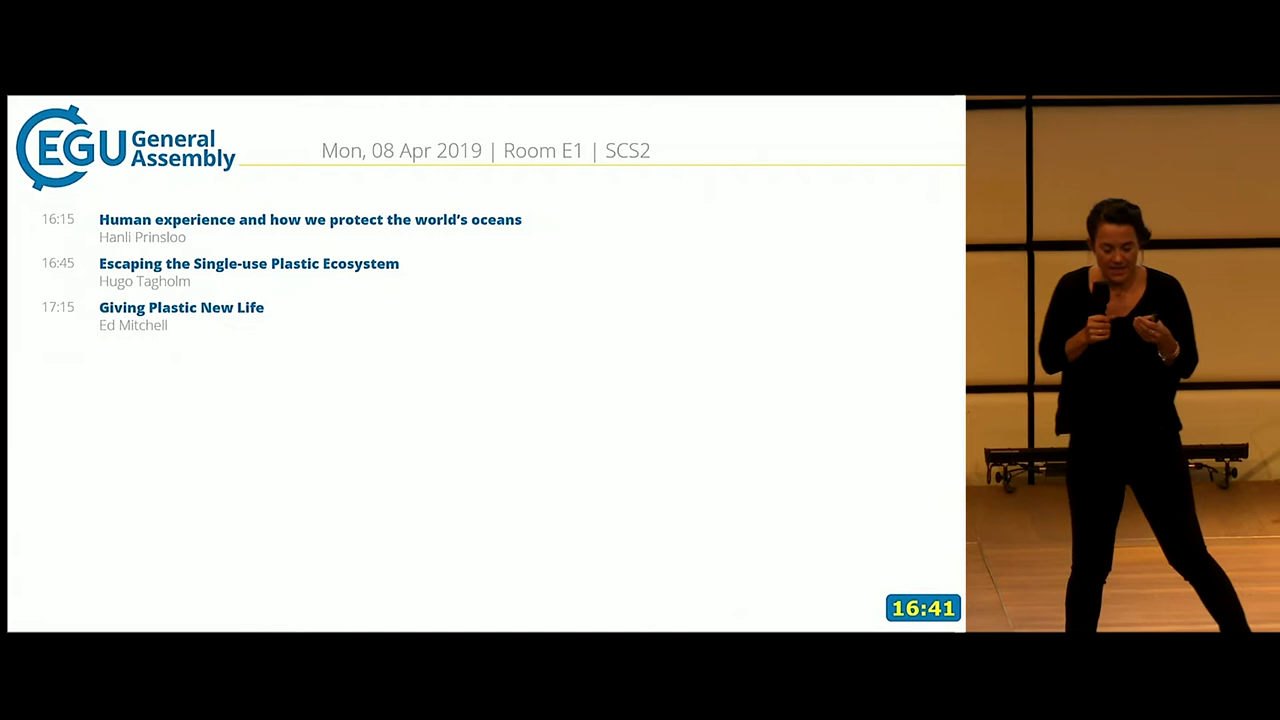 EGU General
Assembly
Mon, 08 Apr 2019 | Room E1 | SCS2
16:15 Human experience and how we protect the world’s oceans
Hanli Prinsloo
16:45 Escaping the Single-use Plastic Ecosystem
Hugo Tagholm
17:15 Giving Plastic New Life
Ed Mitchell
16:41